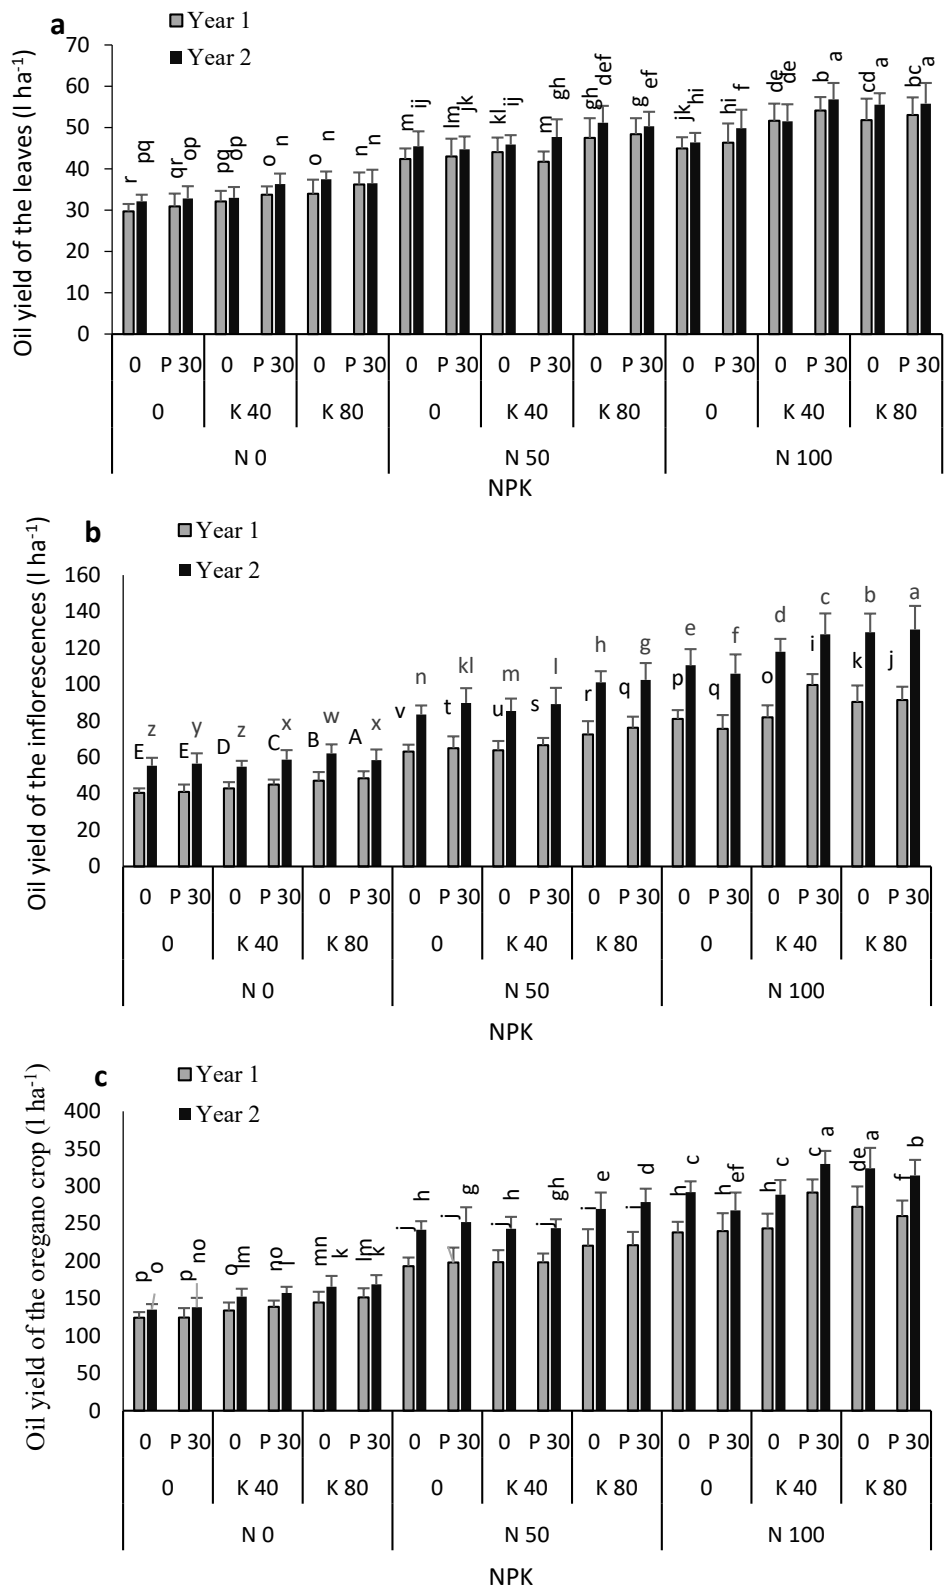 a
Year 1
Year 2
Oil yield of the leaves (l ha⁻¹)
70
60
50
40
30
20
10
0
r pq qr op pq op o n o n n n m ij lm jk kl ij m gh gh def g ef jk hi hi f de de b a cd a bc a
0 P 30 0 P 30 0 P 30 0 P 30 0 P 30 0 P 30 0 P 30 0 P 30 0 P 30
0 K 40 K 80 0 K 40 K 80 0 K 40 K 80
N 0 N 50 N 100
NPK
b
Year 1
Year 2
Oil yield of the inflorescences (l ha⁻¹)
160
140
120
100
80
60
40
20
0
E z E y D z C x B w A x v n t kl u m s l r h q g p e q f o d i c k b j a
0 P 30 0 P 30 0 P 30 0 P 30 0 P 30 0 P 30 0 P 30 0 P 30 0 P 30
0 K 40 K 80 0 K 40 K 80 0 K 40 K 80
N 0 N 50 N 100
NPK
c
Year 1
Year 2
Oil yield of the oregano crop (l ha⁻¹)
400
350
300
250
200
150
100
50
0
p o p no o lm no l mn k lm k j h j g j h j gh i e i d h c h ef h c c a de a f b
0 P 30 0 P 30 0 P 30 0 P 30 0 P 30 0 P 30 0 P 30 0 P 30 0 P 30
0 K 40 K 80 0 K 40 K 80 0 K 40 K 80
N 0 N 50 N 100
NPK